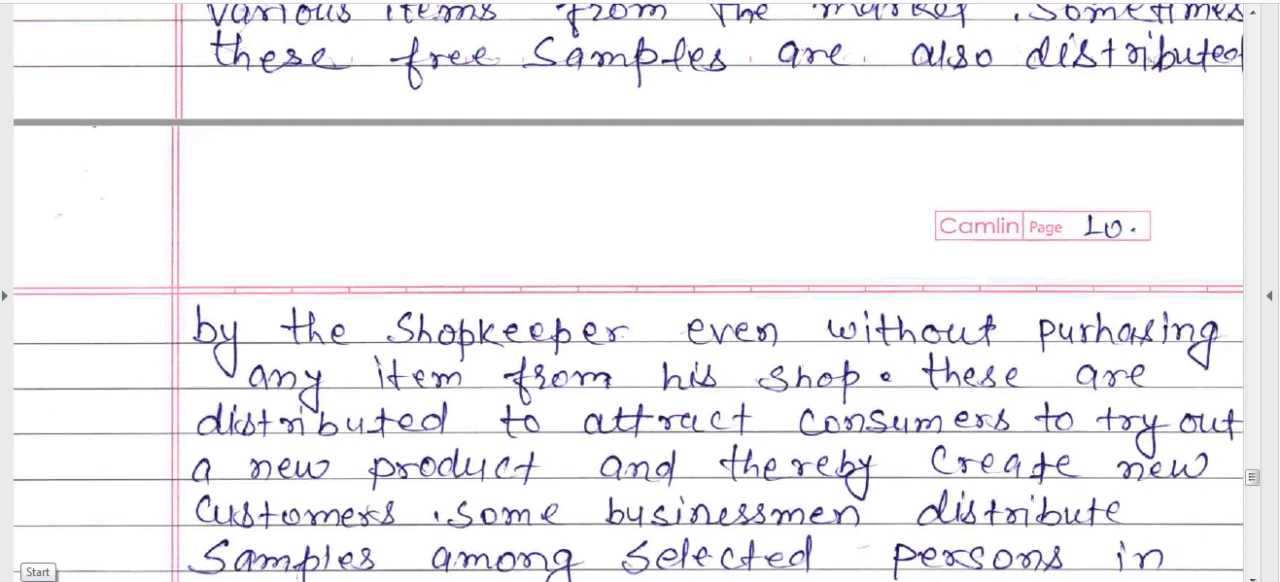 various items from the market . sometimes
these free samples are also distributed
Camlin Page 10.
by the shopkeeper even without purhasing
any item from his shop. these are
distributed to attract consumers to try out
a new product and thereby create new
customers . some businessmen distribute
samples among selected persons in
Start